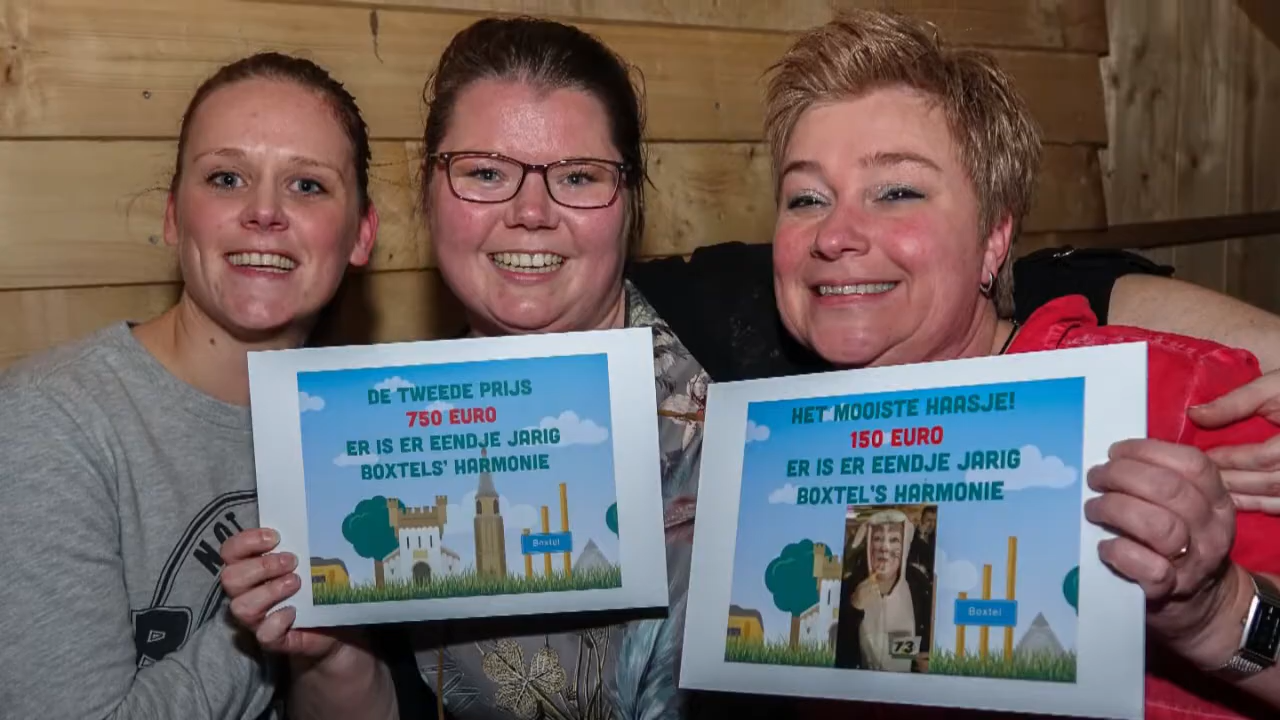 DE TWEEDE PRIJS
750 EURO
ER IS ER EENDJE JARIG
BOXTELS' HARMONIE
Boxtel
HET MOOISTE HAASJE!
150 EURO
ER IS ER EENDJE JARIG
BOXTEL'S HARMONIE
Boxtel
73
NOT